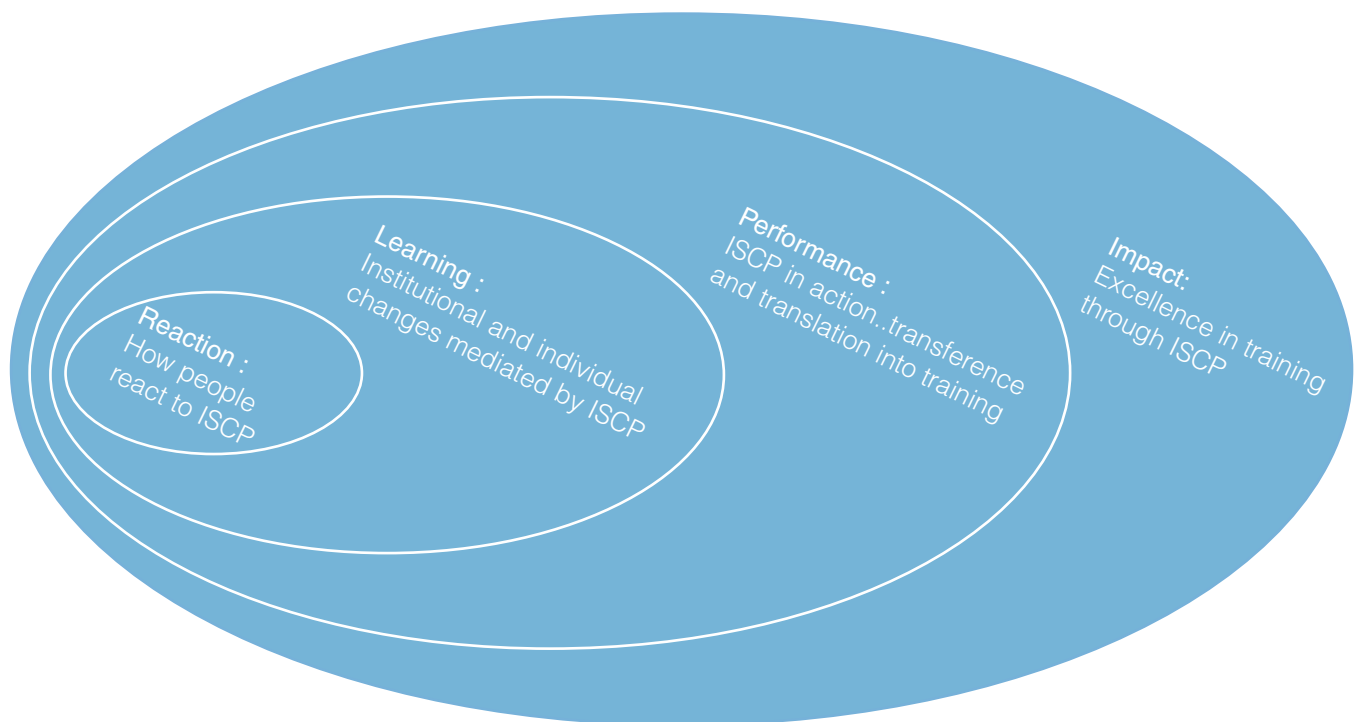 Reaction :
How people
react to ISCP
Learning :
Institutional and individual
changes mediated by ISCP
Performance :
ISCP in action..transference
and translation into training
Impact:
Excellence in training
through ISCP